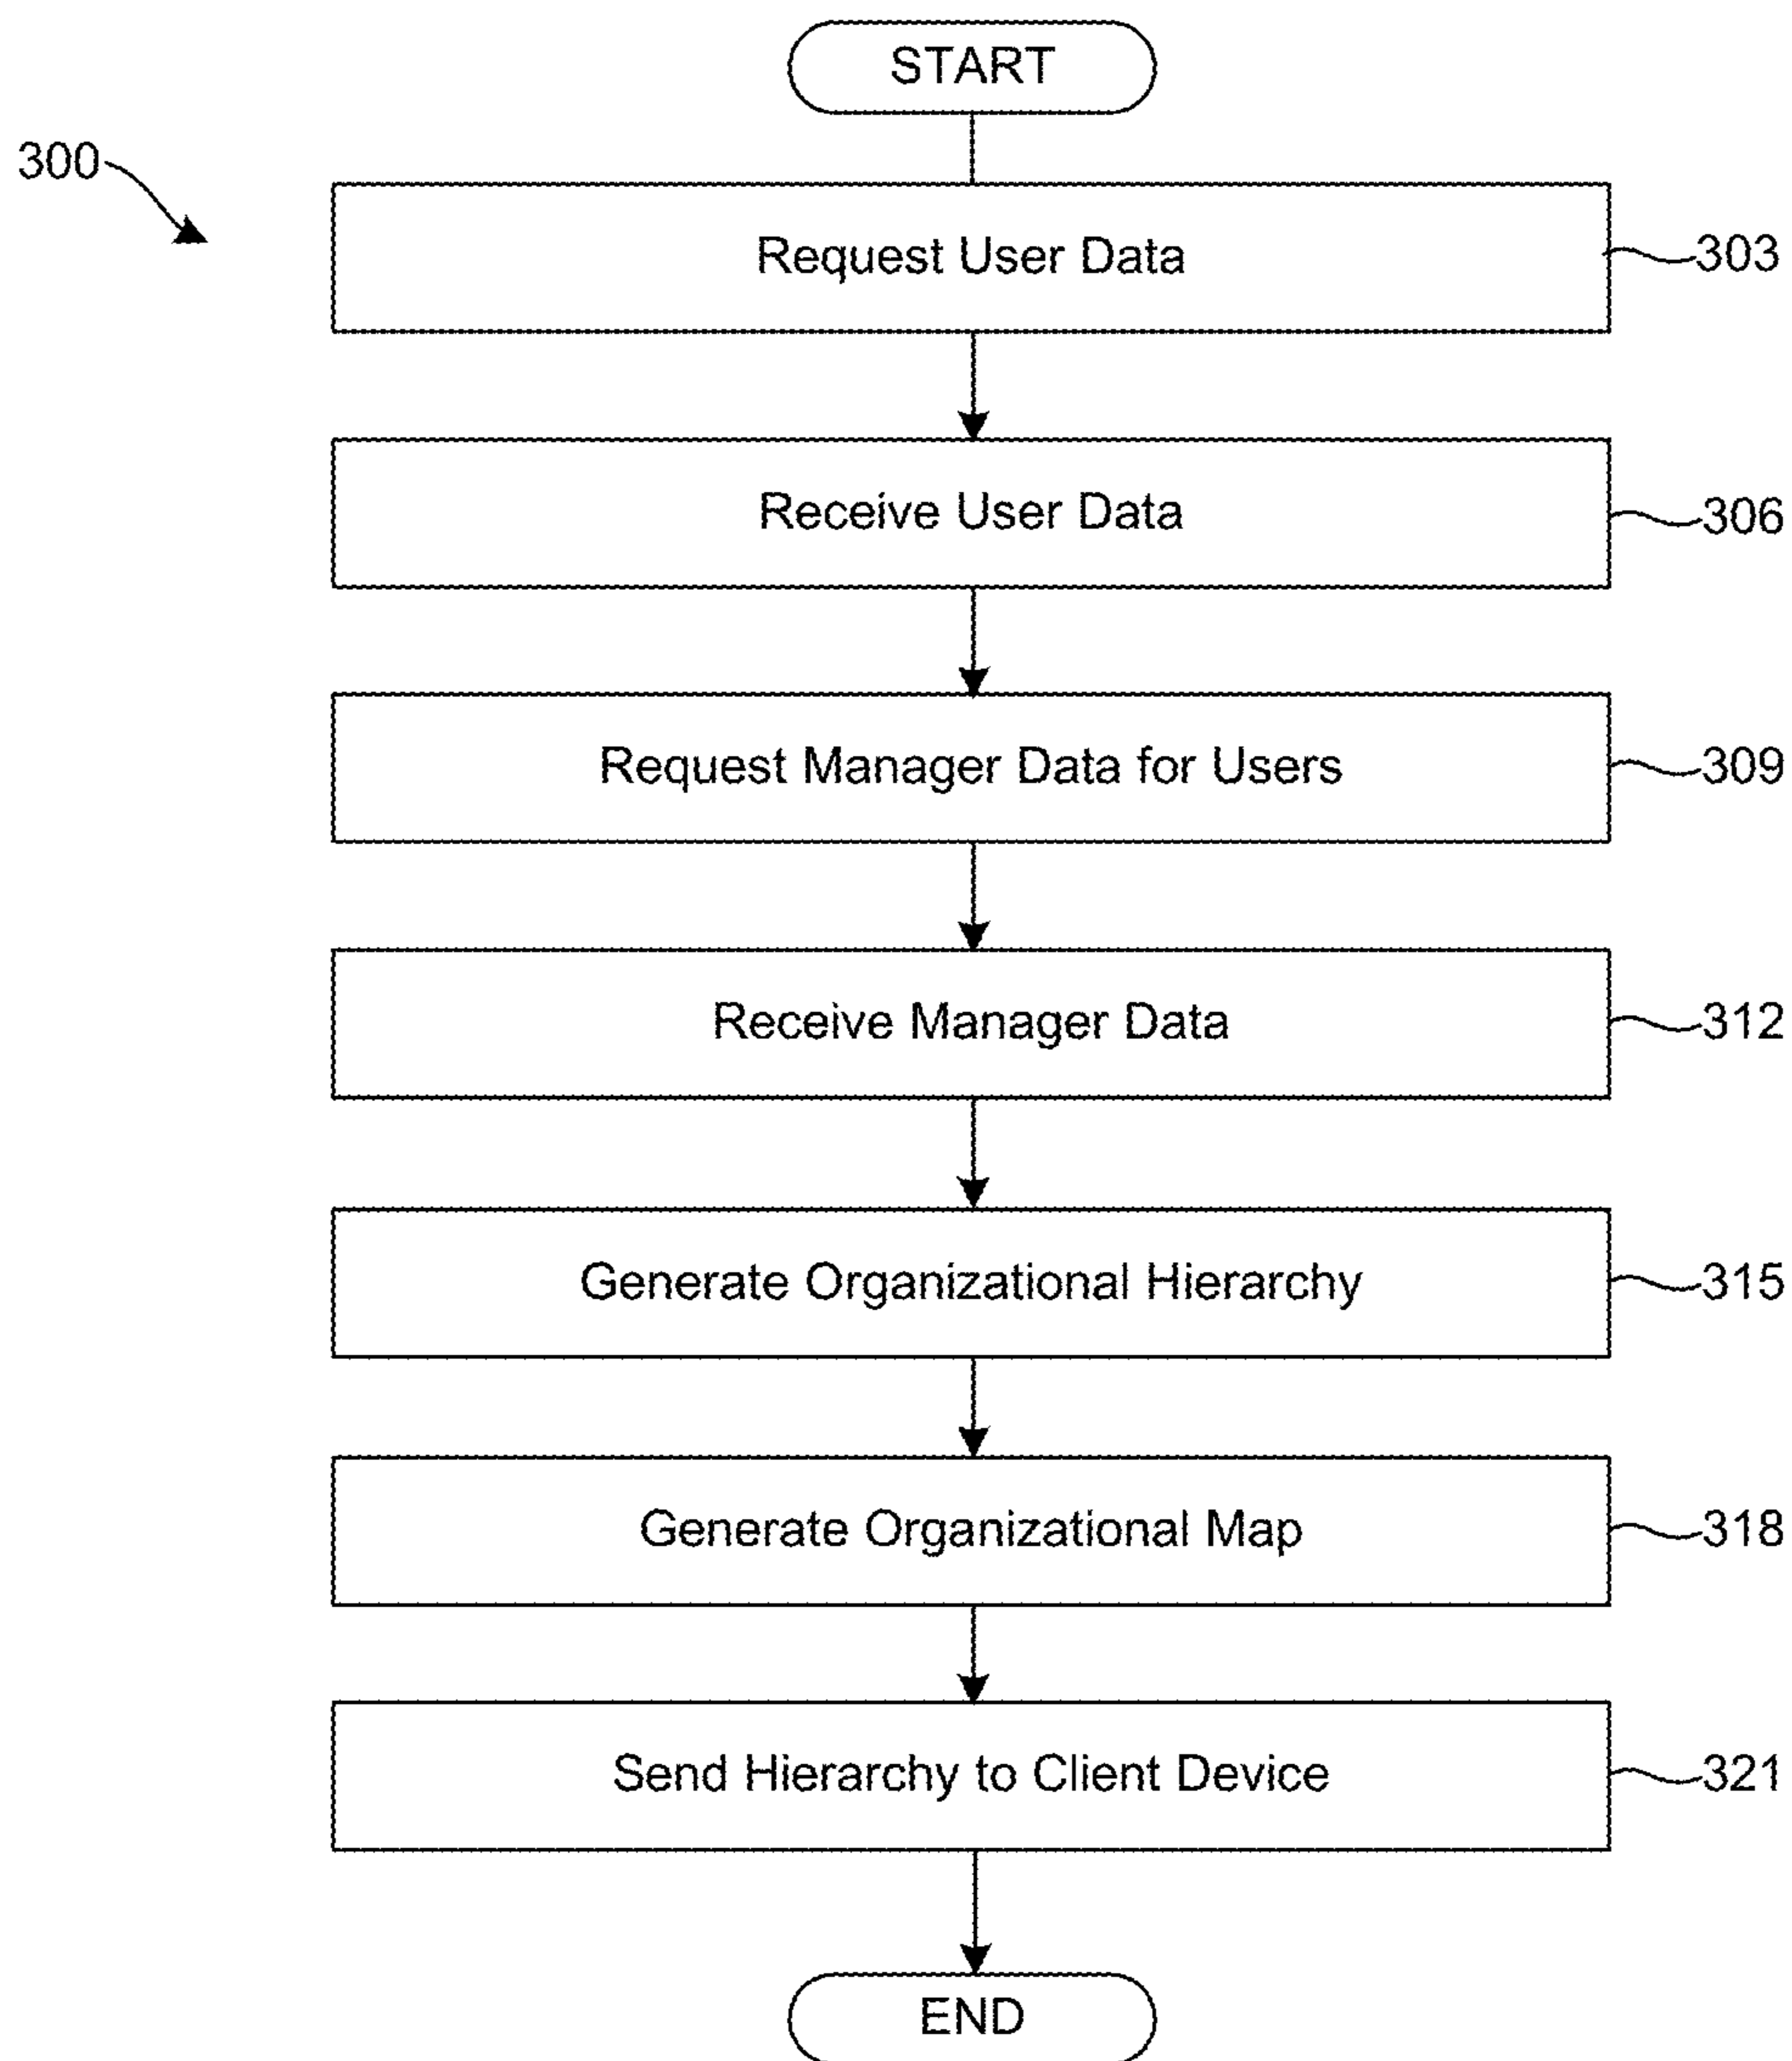 START
300
Request User Data
303
Receive User Data
306
Request Manager Data for Users
309
Receive Manager Data
312
Generate Organizational Hierarchy
315
Generate Organizational Map
318
Send Hierarchy to Client Device
321
END